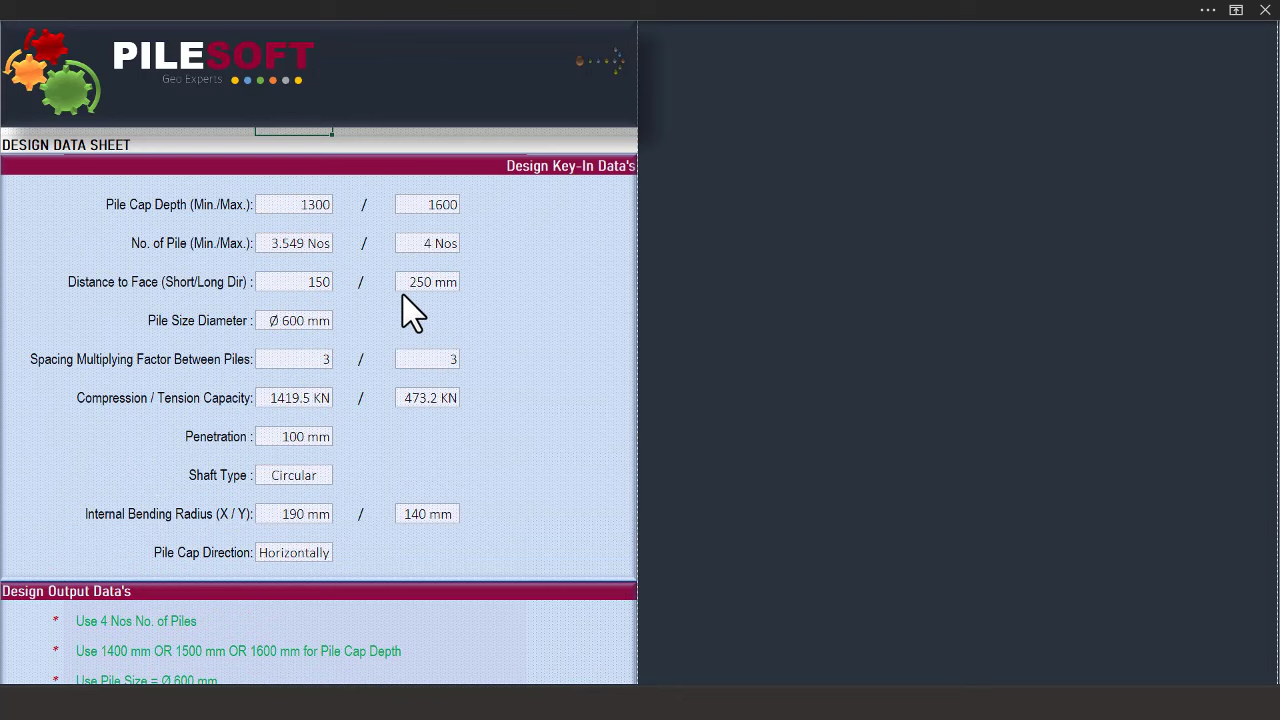 PILESOFT
Geo Experts
DESIGN DATA SHEET
Design Key-In Data's
Pile Cap Depth (Min./Max.): 1300 / 1600
No. of Pile (Min./Max.): 3.549 Nos / 4 Nos
Distance to Face (Short/Long Dir) : 150 / 250 mm
Pile Size Diameter : Ø 600 mm
Spacing Multiplying Factor Between Piles: 3 / 3
Compression / Tension Capacity: 1419.5 KN / 473.2 KN
Penetration : 100 mm
Shaft Type : Circular
Internal Bending Radius (X / Y): 190 mm / 140 mm
Pile Cap Direction: Horizontally
Design Output Data's
* Use 4 Nos No. of Piles
* Use 1400 mm OR 1500 mm OR 1600 mm for Pile Cap Depth
* Use Pile Size = Ø 600 mm